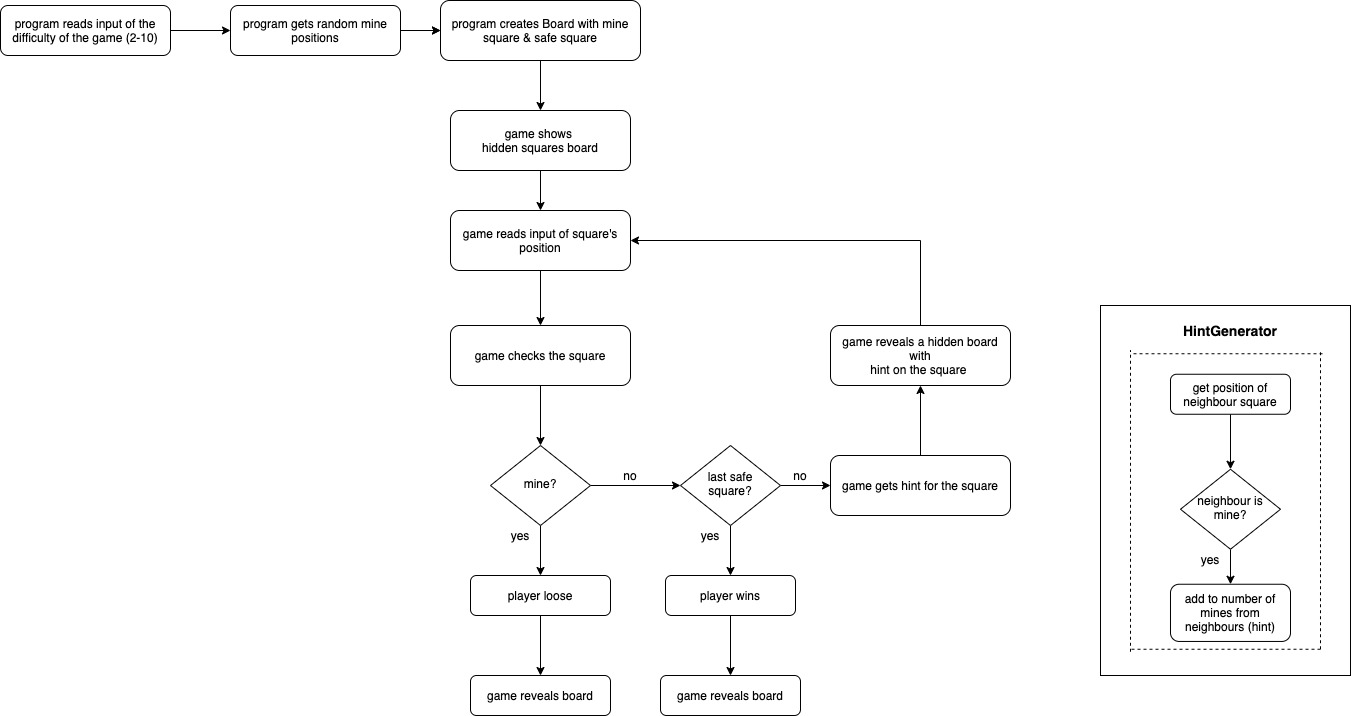 program reads input of the
difficulty of the game (2-10)
program gets random mine
positions
program creates Board with mine
square & safe square
game shows
hidden squares board
game reads input of square's
position
game checks the square
game reveals a hidden board
with
hint on the square
mine?
no
last safe
square?
no
game gets hint for the square
yes
yes
player loose
player wins
game reveals board
game reveals board
HintGenerator
get position of
neighbour square
neighbour is
mine?
yes
add to number of
mines from
neighbours (hint)